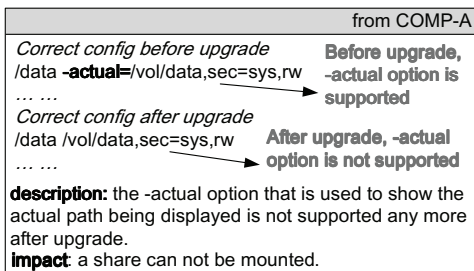 from COMP-A
Correct config before upgrade
/data -actual=/vol/data,sec=sys,rw
... ...
Before upgrade,
-actual option is
supported
Correct config after upgrade
/data /vol/data,sec=sys,rw
... ...
After upgrade, -actual
option is not supported
description: the -actual option that is used to show the
actual path being displayed is not supported any more
after upgrade.
impact: a share can not be mounted.